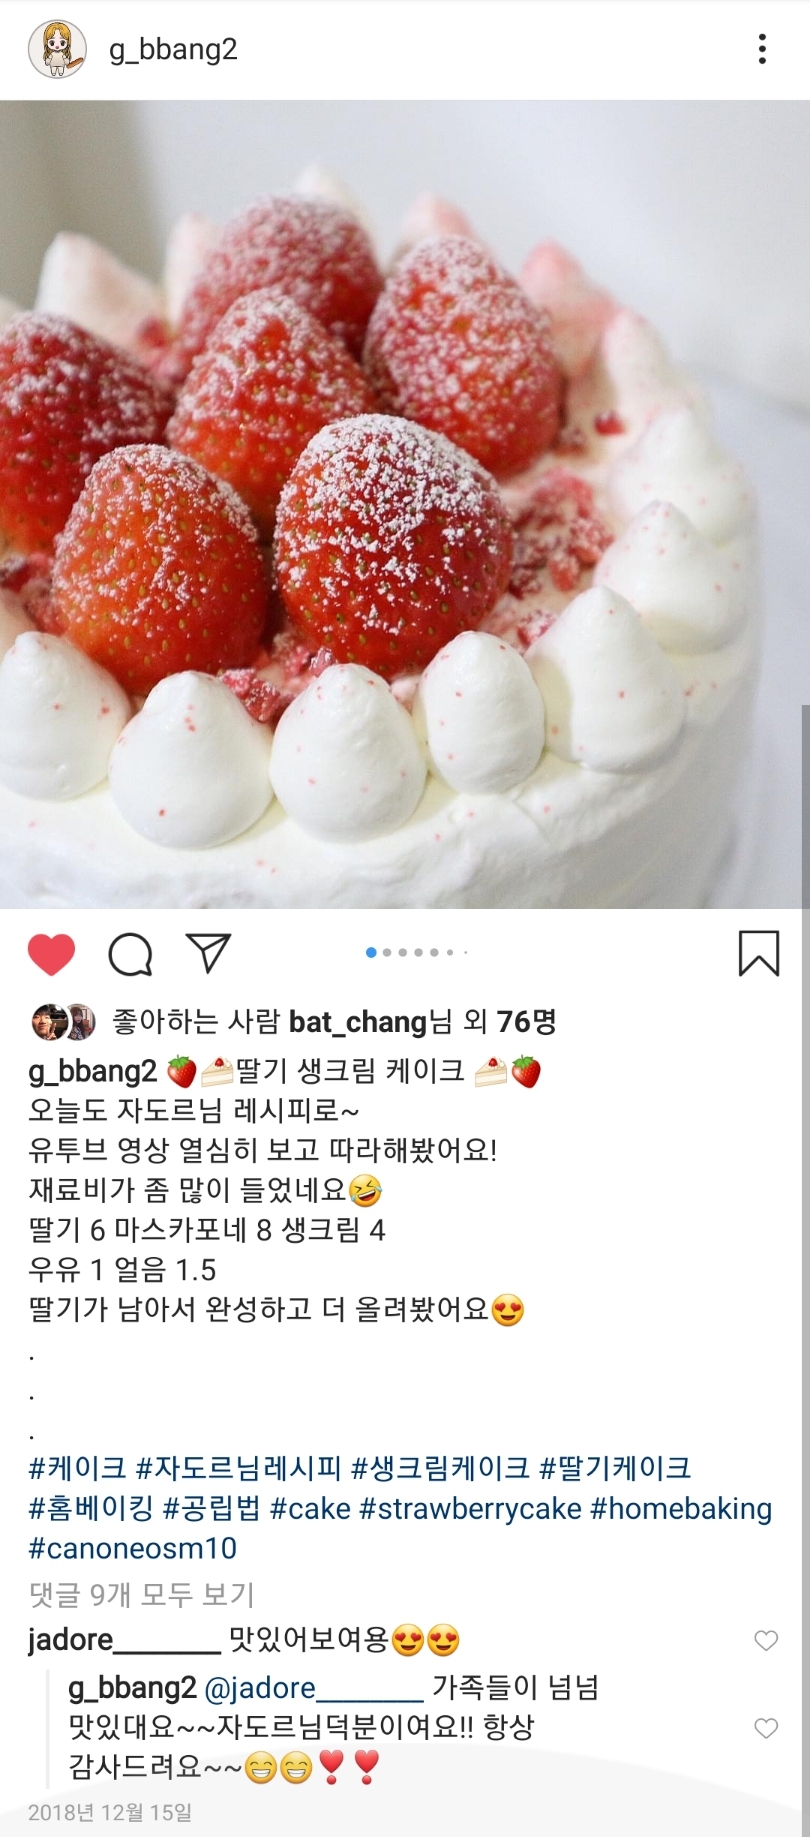 g_bbang2
좋아하는 사람 bat_chang님 외 76명
g_bbang2 🍓🍰딸기 생크림 케이크 🍰🍓
오늘도 자도르님 레시피로~
유투브 영상 열심히 보고 따라해봤어요!
재료비가 좀 많이 들었네요🤣
딸기 6 마스카포네 8 생크림 4
우유 1 얼음 1.5
딸기가 남아서 완성하고 더 올려봤어요😍
.
.
.
#케이크 #자도르님레시피 #생크림케이크 #딸기케이크
#홈베이킹 #공립법 #cake #strawberrycake #homebaking
#canoneosm10
댓글 9개 모두 보기
jadore________ 맛있어보여용😍😍
g_bbang2 @jadore________ 가족들이 넘넘
맛있대요~~자도르님덕분이여요!! 항상
감사드려요~~😁😁❣️❣️
2018년 12월 15일